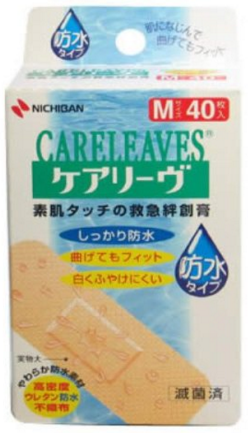 防水
タイプ
肌になじんで
曲げてもフィット
NICHIBAN
Mサイズ 40枚入
CARELEAVES®
ケアリーヴ
素肌タッチの救急絆創膏
しっかり防水
曲げてもフィット
白くふやけにくい
防水
タイプ
実物大
やわらか防水素材
高密度
ウレタン防水
不織布
滅菌済